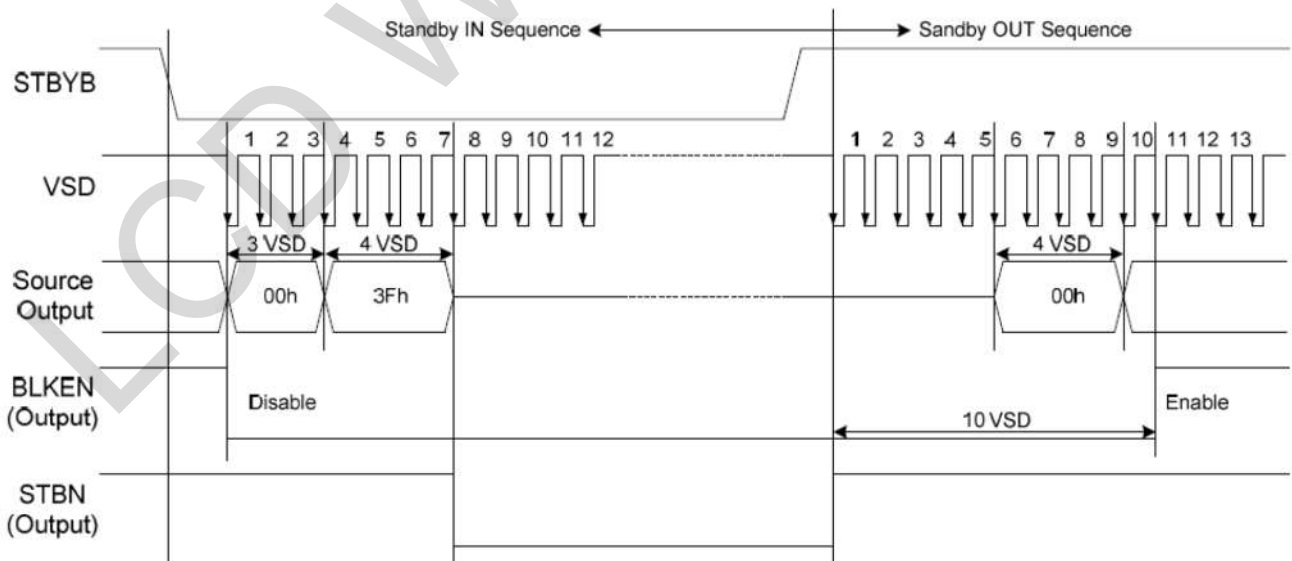 Standby IN Sequence
Sandby OUT Sequence
STBYB
1 2 3 4 5 6 7 8 9 10 11 12
1 2 3 4 5 6 7 8 9 10 11 12 13
VSD
3 VSD
4 VSD
4 VSD
Source
Output
00h
3Fh
00h
BLKEN
(Output)
Disable
10 VSD
Enable
STBN
(Output)
LCD